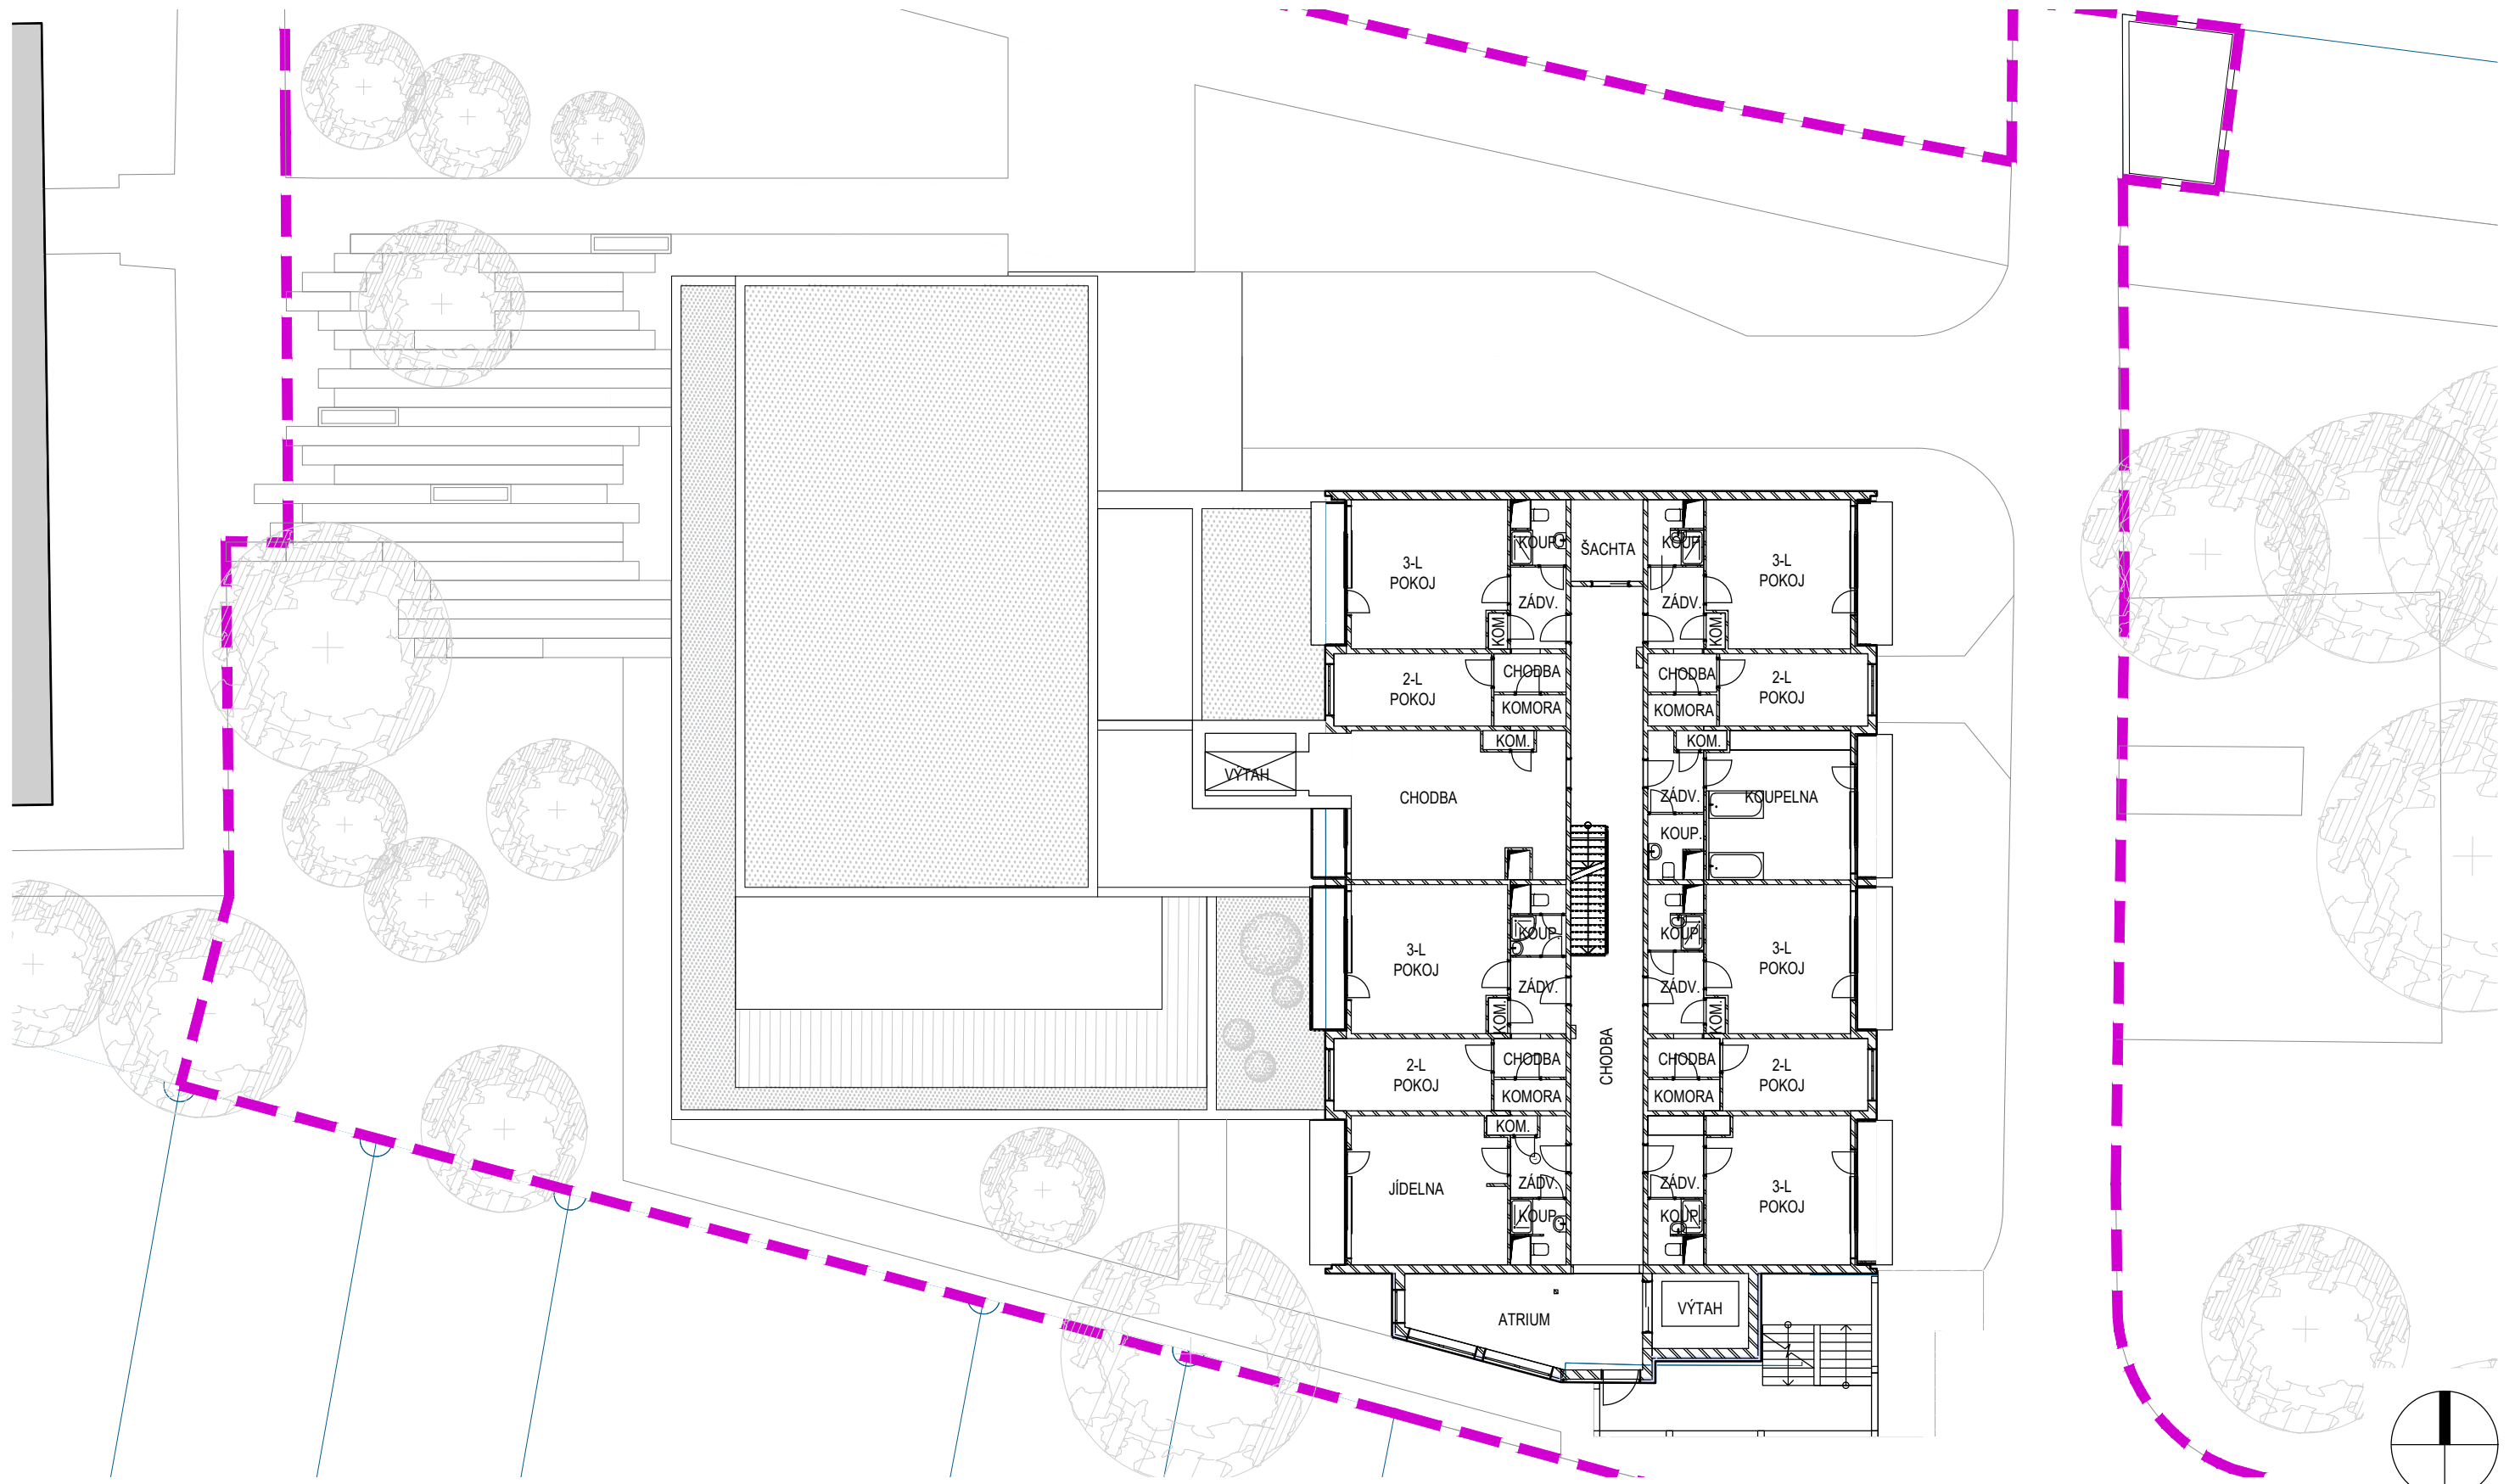 KOUP.
ŠACHTA
KOUP.
3-L
POKOJ
3-L
POKOJ
ZÁDV.
ZÁDV.
KOM.
KOM.
CHODBA
CHODBA
2-L
POKOJ
2-L
POKOJ
KOMORA
KOMORA
KOM.
KOM.
VÝTAH
CHODBA
ZÁDV.
KOUPELNA
KOUP.
KOUP.
KOUP.
3-L
POKOJ
3-L
POKOJ
ZÁDV.
ZÁDV.
KOM.
KOM.
CHODBA
CHODBA
CHODBA
2-L
POKOJ
2-L
POKOJ
KOMORA
KOMORA
KOM.
JÍDELNA
ZÁDV.
ZÁDV.
3-L
POKOJ
KOUP.
KOUP.
ATRIUM
VÝTAH